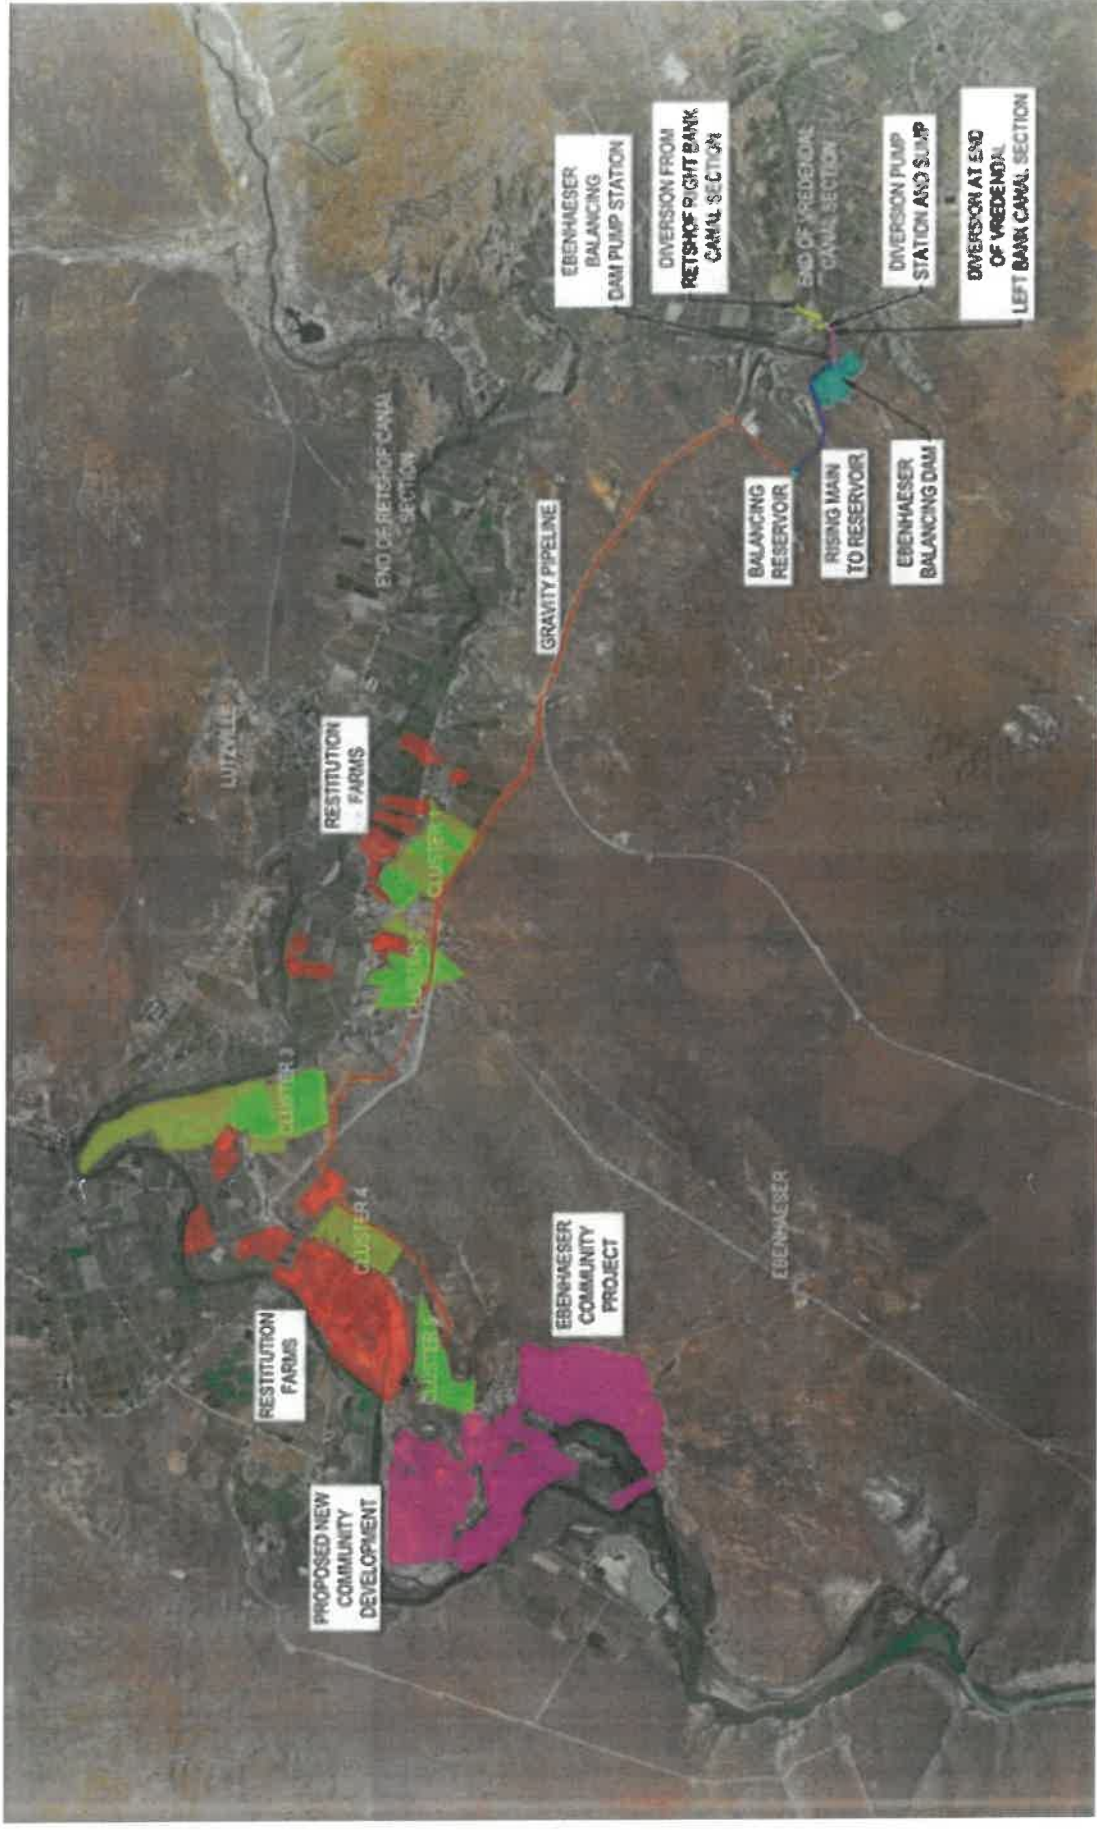 PROPOSED NEW
COMMUNITY
DEVELOPMENT
RESTITUTION
FARMS
CLUSTER 5
CLUSTER 4
EBENHAESER
COMMUNITY
PROJECT
EBENHAESER
CLUSTER 3
LUTZVILLE
RESTITUTION
FARMS
CLUSTER
CLUSTER
END OF RETSHOF CANAL
SECTION
GRAVITY PIPELINE
BALANCING
RESERVOIR
RISING MAIN
TO RESERVOIR
EBENHAESER
BALANCING DAM
EBENHAESER
BALANCING
DAM PUMP STATION
DIVERSION FROM
RETSHOF RIGHT BANK
CANAL SECTION
END OF VREDENDAL
CANAL SECTION
DIVERSION PUMP
STATION AND SUMP
DIVERSION AT END
OF VREDENDAL
LEFT BANK CANAL SECTION